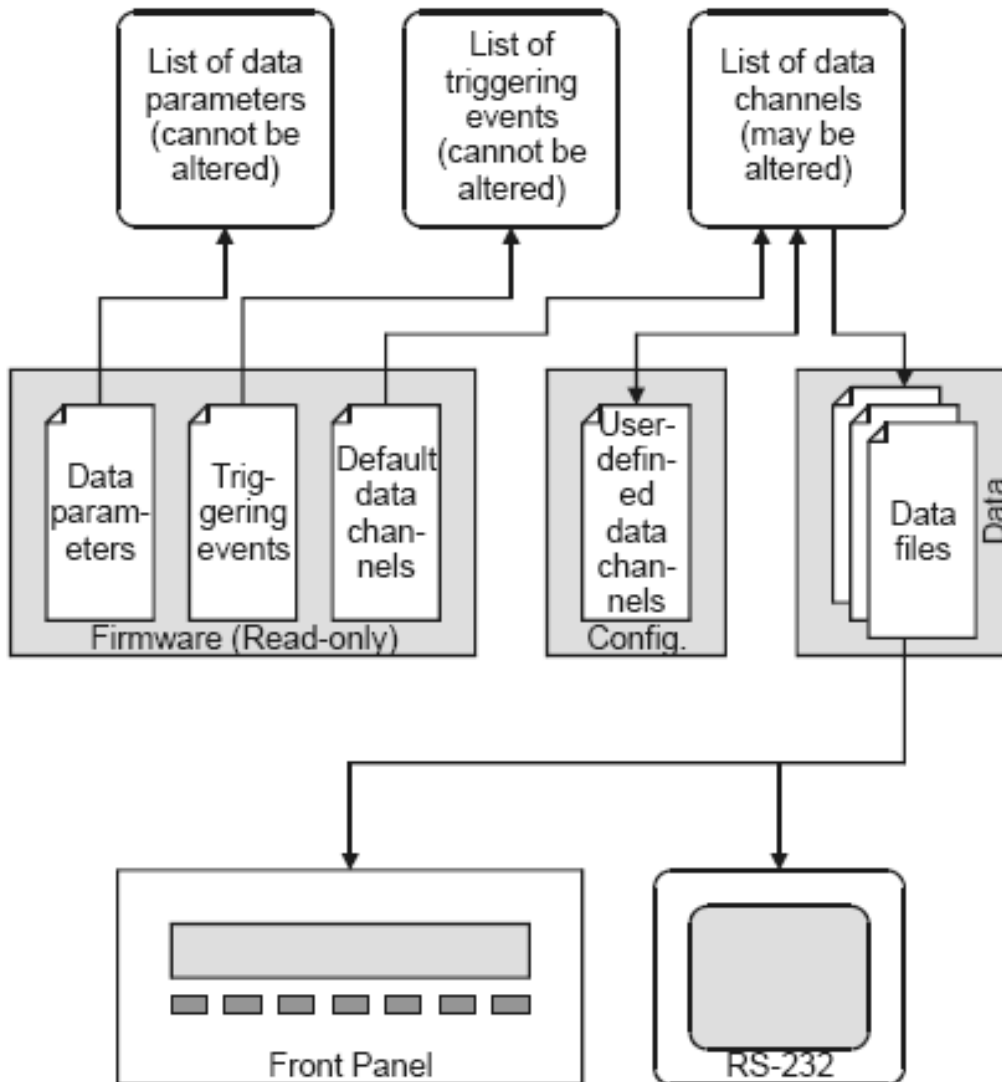 List of data
parameters
(cannot be
altered)
List of
triggering
events
(cannot be
altered)
List of data
channels
(may be
altered)
Data
param-
eters
Trig-
gering
events
Default
data
chan-
nels
Firmware (Read-only)
User-
defin-
ed
data
chan-
nels
Config.
Data
files
Data
Front Panel
RS-232